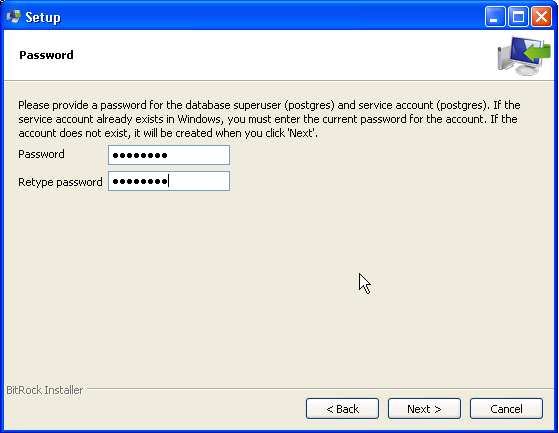 Setup
Password
Please provide a password for the database superuser (postgres) and service account (postgres). If the
service account already exists in Windows, you must enter the current password for the account. If the
account does not exist, it will be created when you click 'Next'.
Password ●●●●●●●●
Retype password ●●●●●●●●
BitRock Installer
< Back Next > Cancel